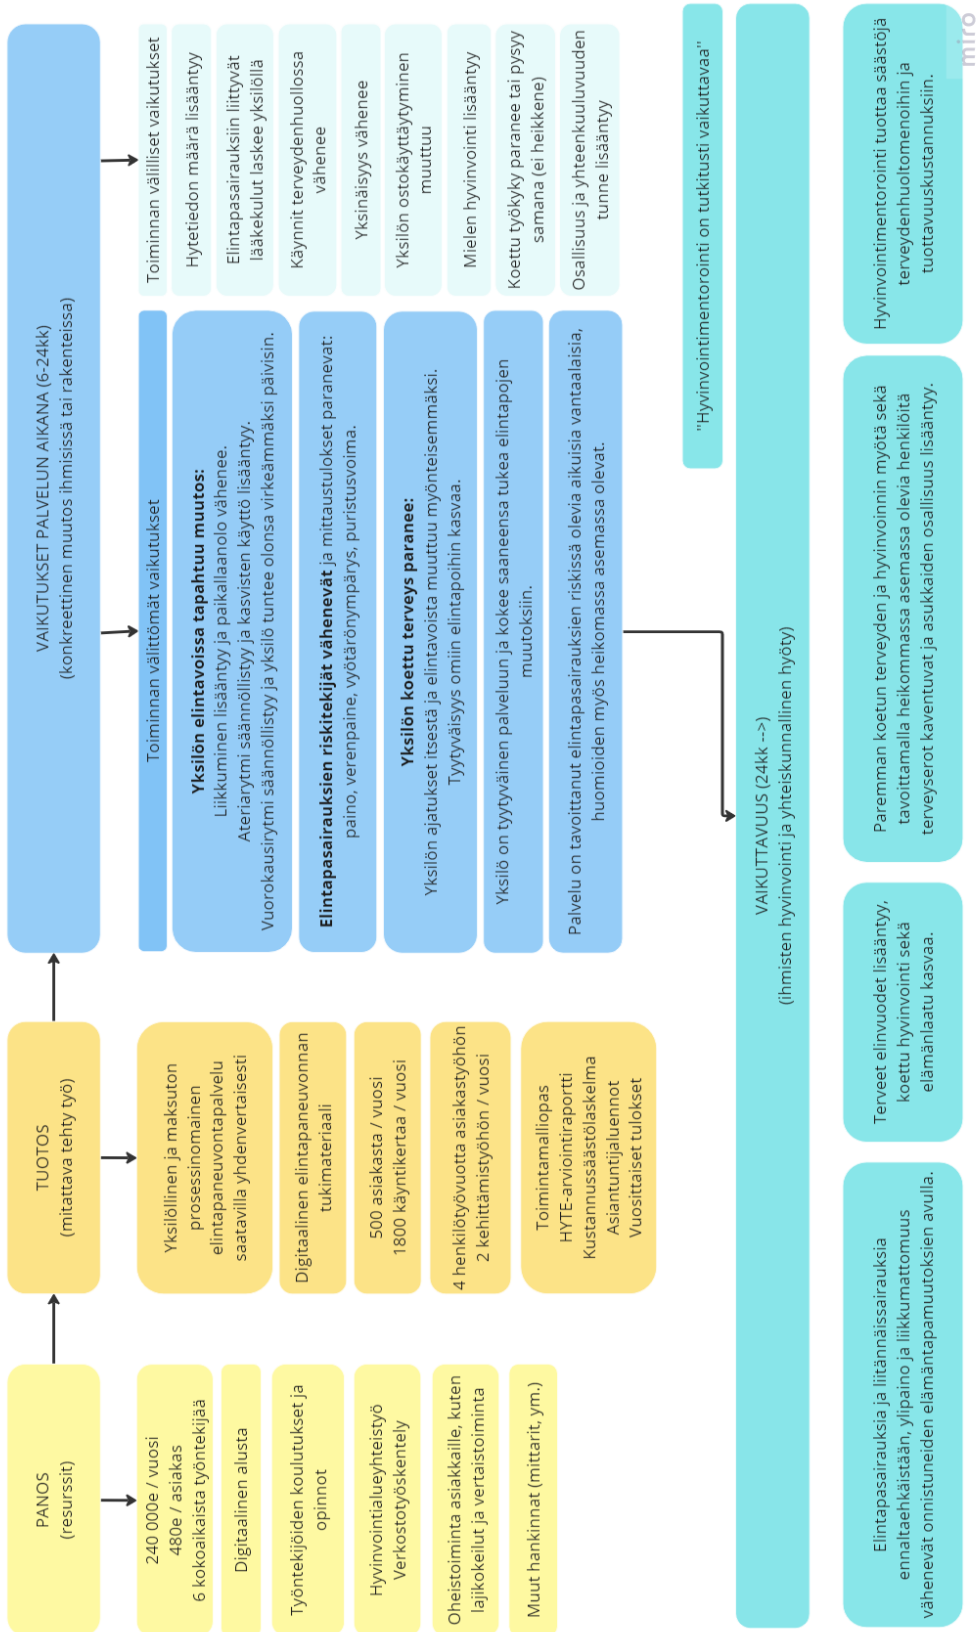 PANOS
(resurssit)
240 000e / vuosi
480e / asiakas
6 kokoaikaista työntekijää
Digitaalinen alusta
Työntekijöiden koulutukset ja
opinnot
Hyvinvointialueyhteistyö
Verkostotyöskentely
Oheistoiminta asiakkaille, kuten
lajikokeilut ja vertaistoiminta
Muut hankinnat (mittarit, ym.)
TUOTOS
(mitattava tehty työ)
Yksilöllinen ja maksuton
prosessinomainen
elintapaneuvontapalvelu
saatavilla yhdenvertaisesti
Digitaalinen elintapaneuvonnan
tukimateriaali
500 asiakasta / vuosi
1800 käyntikertaa / vuosi
4 henkilötyövuotta asiakastyöhön
2 kehittämistyöhön / vuosi
Toimintamalliopas
HYTE-arviointiraportti
Kustannussäästölaskelma
Asiantuntijaluennot
Vuosittaiset tulokset
VAIKUTUKSET PALVELUN AIKANA (6-24kk)
(konkreettinen muutos ihmisissä tai rakenteissa)
Toiminnan välittömät vaikutukset
Yksilön elintavoissa tapahtuu muutos:
Liikkuminen lisääntyy ja paikallaanolo vähenee.
Ateriarytmi säännöllistyy ja kasvisten käyttö lisääntyy.
Vuorokausirytmi säännöllistyy ja yksilö tuntee olonsa virkeämmäksi päivisin.
Elintapasairauksien riskitekijät vähenevät ja mittaustulokset paranevat:
paino, verenpaine, vyötärönympärys, puristusvoima.
Yksilön koettu terveys paranee:
Yksilön ajatukset itsestä ja elintavoista muuttuu myönteisemmäksi.
Tyytyväisyys omiin elintapoihin kasvaa.
Yksilö on tyytyväinen palveluun ja kokee saaneensa tukea elintapojen
muutoksiin.
Palvelu on tavoittanut elintapasairauksien riskissä olevia aikuisia vantaalaisia,
huomioiden myös heikomassa asemassa olevat.
Toiminnan välilliset vaikutukset
Hytetiedon määrä lisääntyy
Elintapasairauksiin liittyvät
lääkekulut laskee yksilöllä
Käynnit terveydenhuollossa
vähenee
Yksinäisyys vähenee
Yksilön ostokäyttäytyminen
muuttuu
Mielen hyvinvointi lisääntyy
Koettu työkyky paranee tai pysyy
samana (ei heikkene)
Osallisuus ja yhteenkuuluvuuden
tunne lisääntyy
"Hyvinvointimentorointi on tutkitusti vaikuttavaa"
VAIKUTTAVUUS (24kk -->)
(ihmisten hyvinvointi ja yhteiskunnallinen hyöty)
Elintapasairauksia ja liitännäissairauksia
ennaltaehkäistään, ylipaino ja liikkumattomuus
vähenevät onnistuneiden elämäntapamuutoksien avulla.
Terveet elinvuodet lisääntyy,
koettu hyvinvointi sekä
elämänlaatu kasvaa.
Paremman koetun terveyden ja hyvinvoinnin myötä sekä
tavoittamalla heikommassa asemassa olevia henkilöitä
terveyserot kaventuvat ja asukkaiden osallisuus lisääntyy.
Hyvinvointimentorointi tuottaa säästöjä
terveydenhuoltomenoihin ja
tuottavuuskustannuksiin.
miro